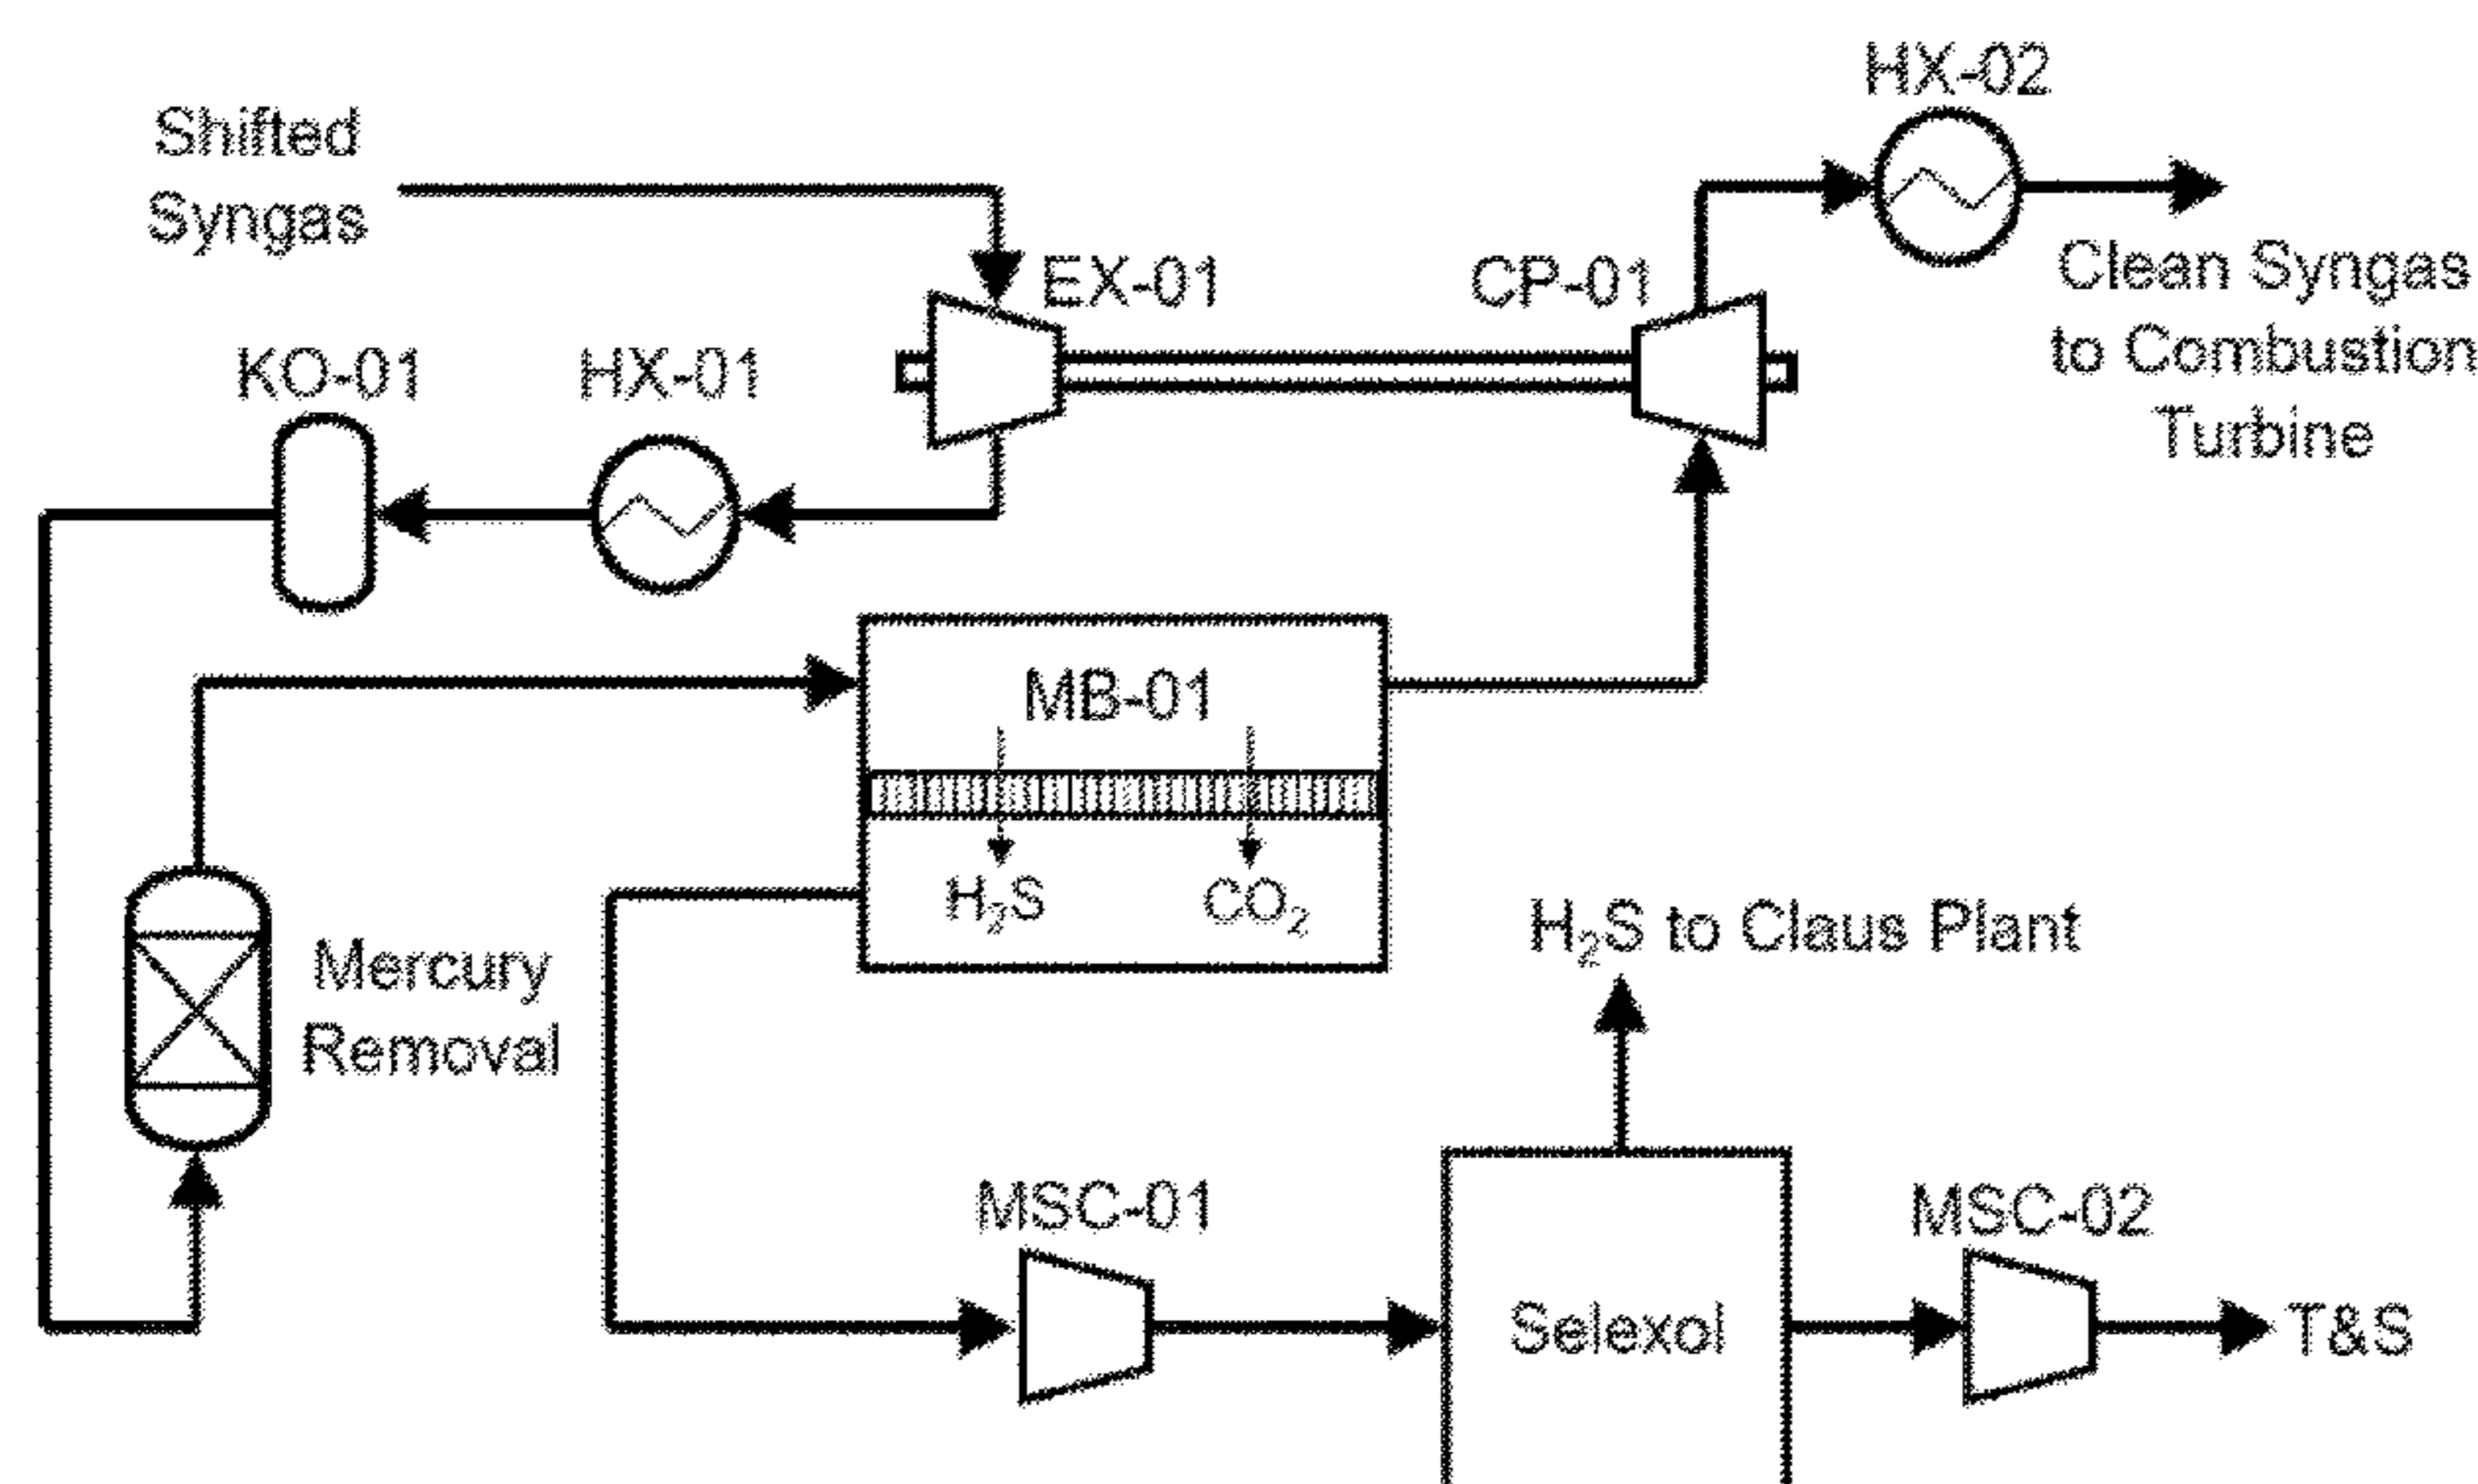 HX-02
Shifted
Syngas
EX-01
CP-01
Clean Syngas
to Combustion
Turbine
KO-01
HX-01
MB-01
H₂S
CO₂
H₂S to Claus Plant
Mercury
Removal
MSC-01
MSC-02
Selexol
T&S